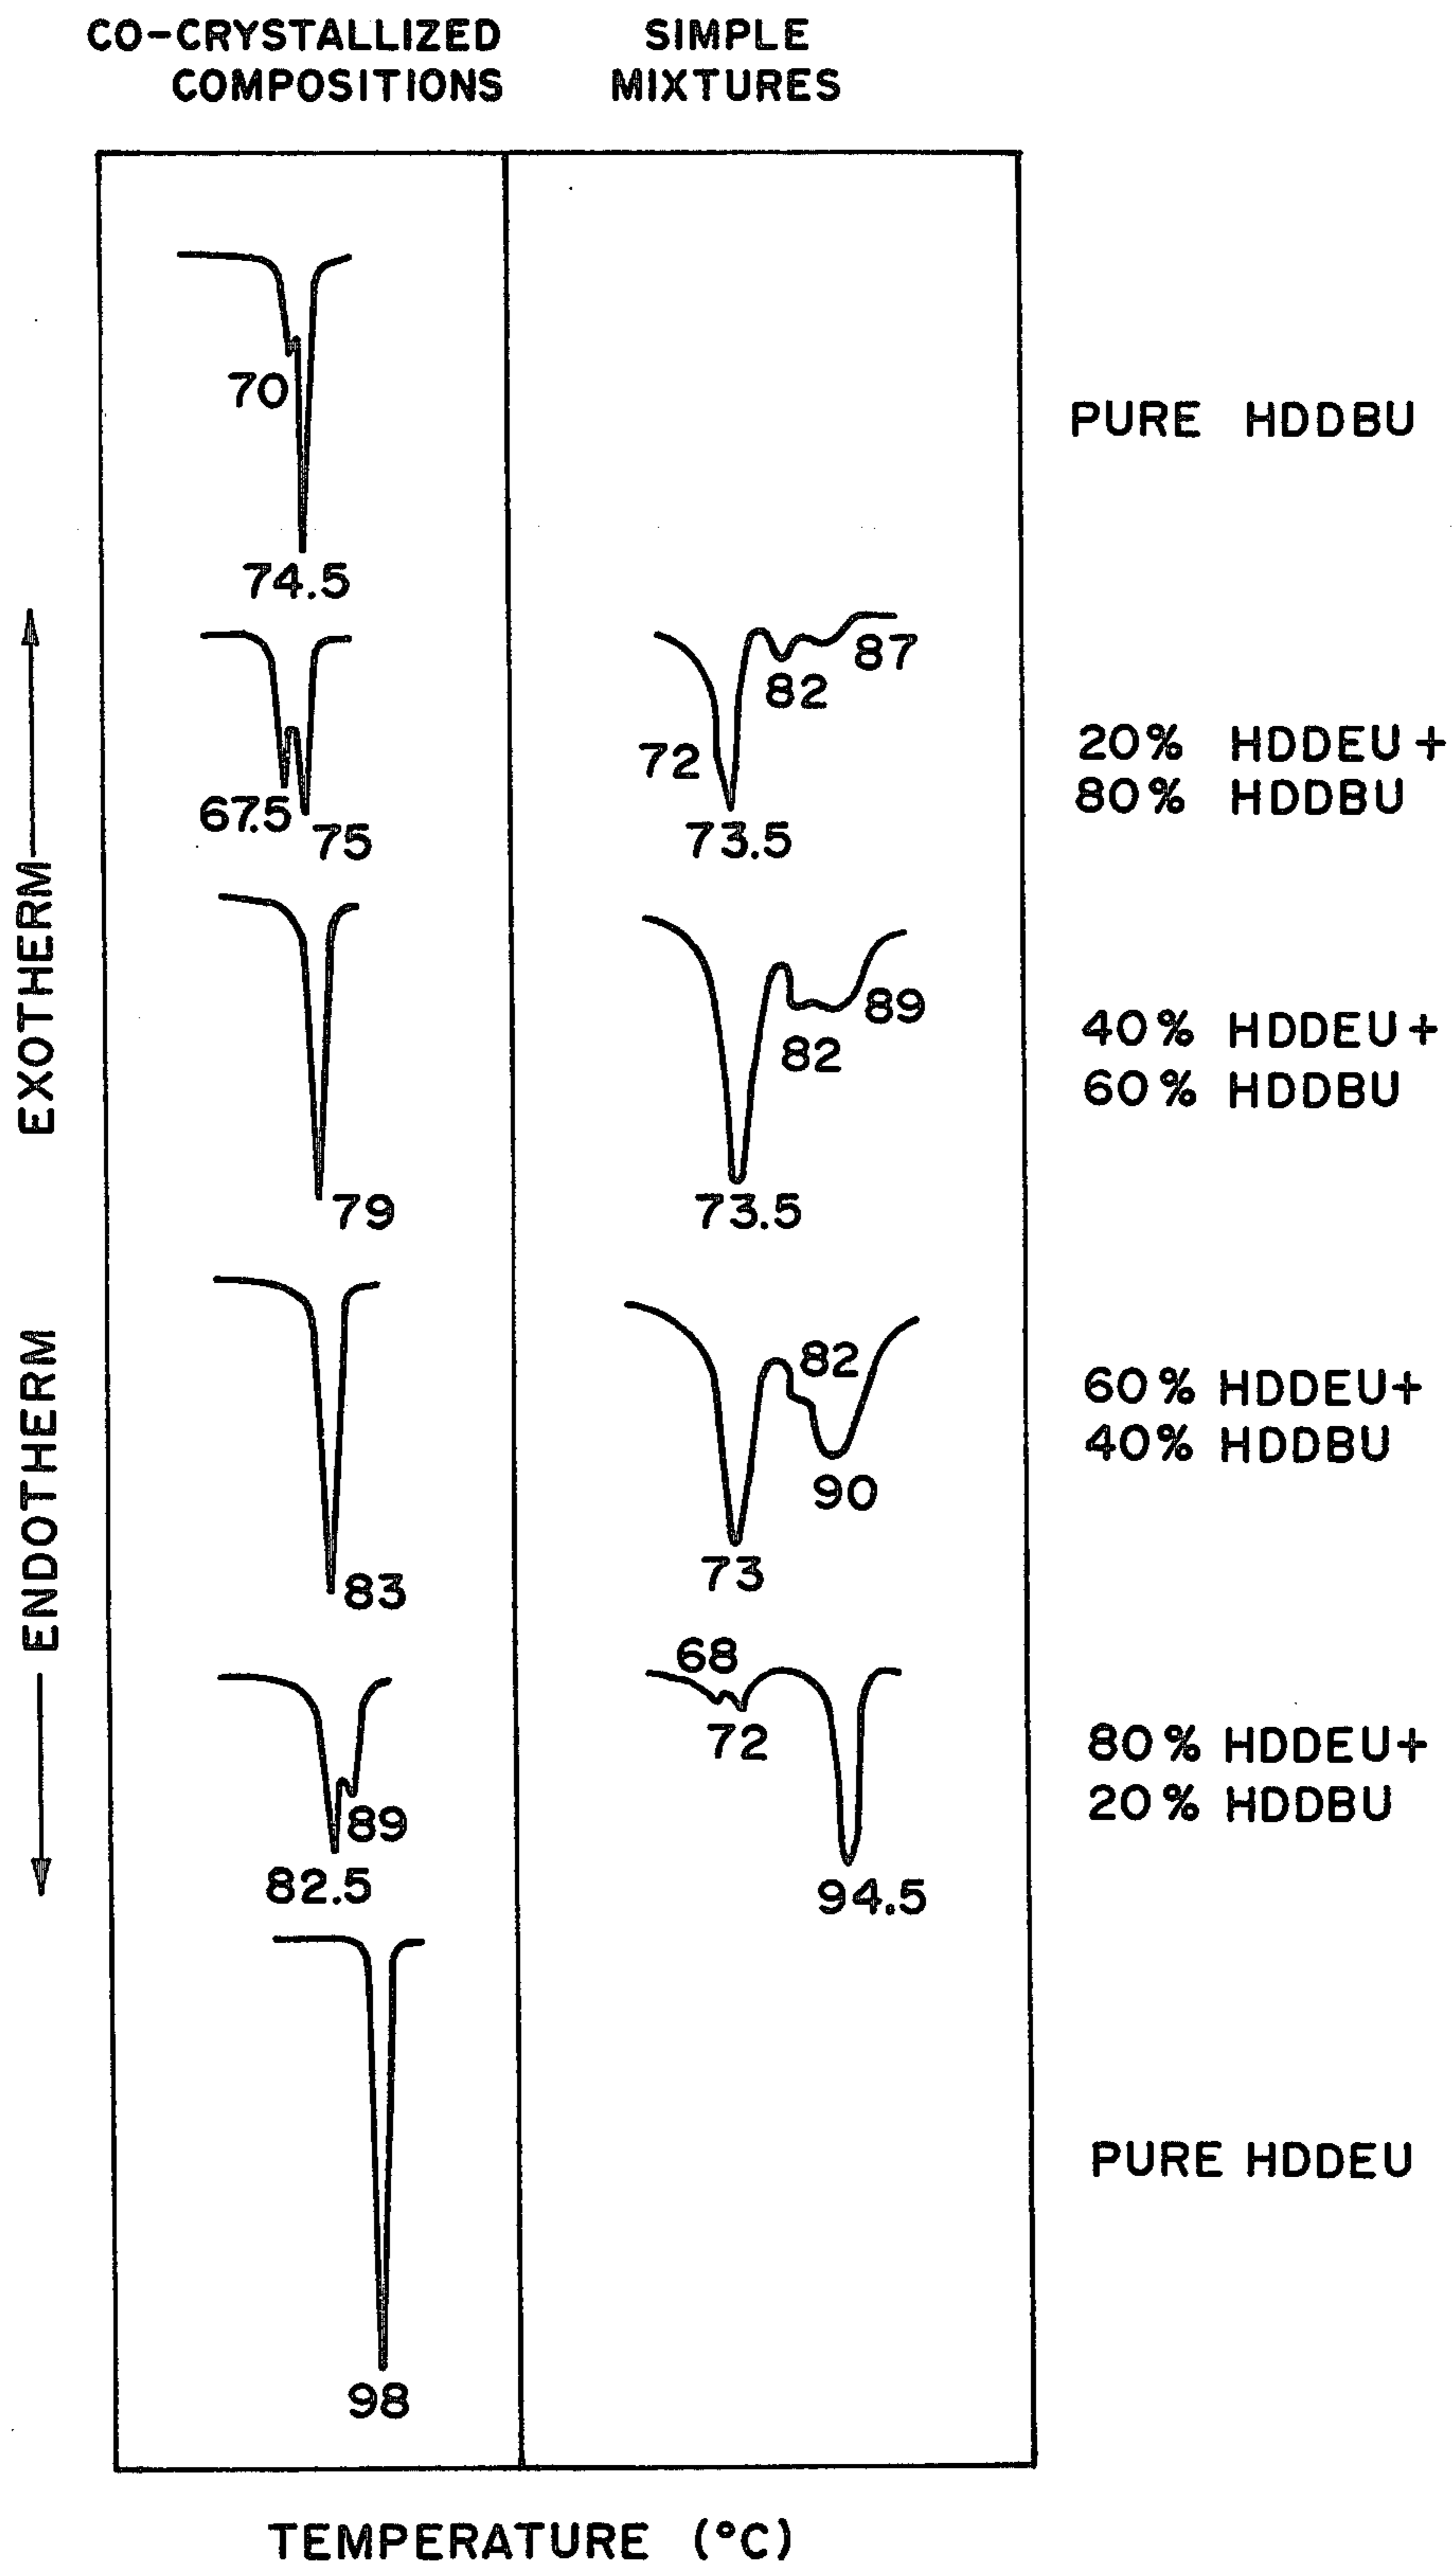 CO-CRYSTALLIZED
COMPOSITIONS
SIMPLE
MIXTURES
70
74.5
PURE HDDBU
67.5
75
72
73.5
82
87
20% HDDEU+
80% HDDBU
79
73.5
82
89
40% HDDEU+
60% HDDBU
83
73
82
90
60% HDDEU+
40% HDDBU
82.5
89
68
72
94.5
80% HDDEU+
20% HDDBU
98
PURE HDDEU
EXOTHERM
ENDOTHERM
TEMPERATURE (°C)